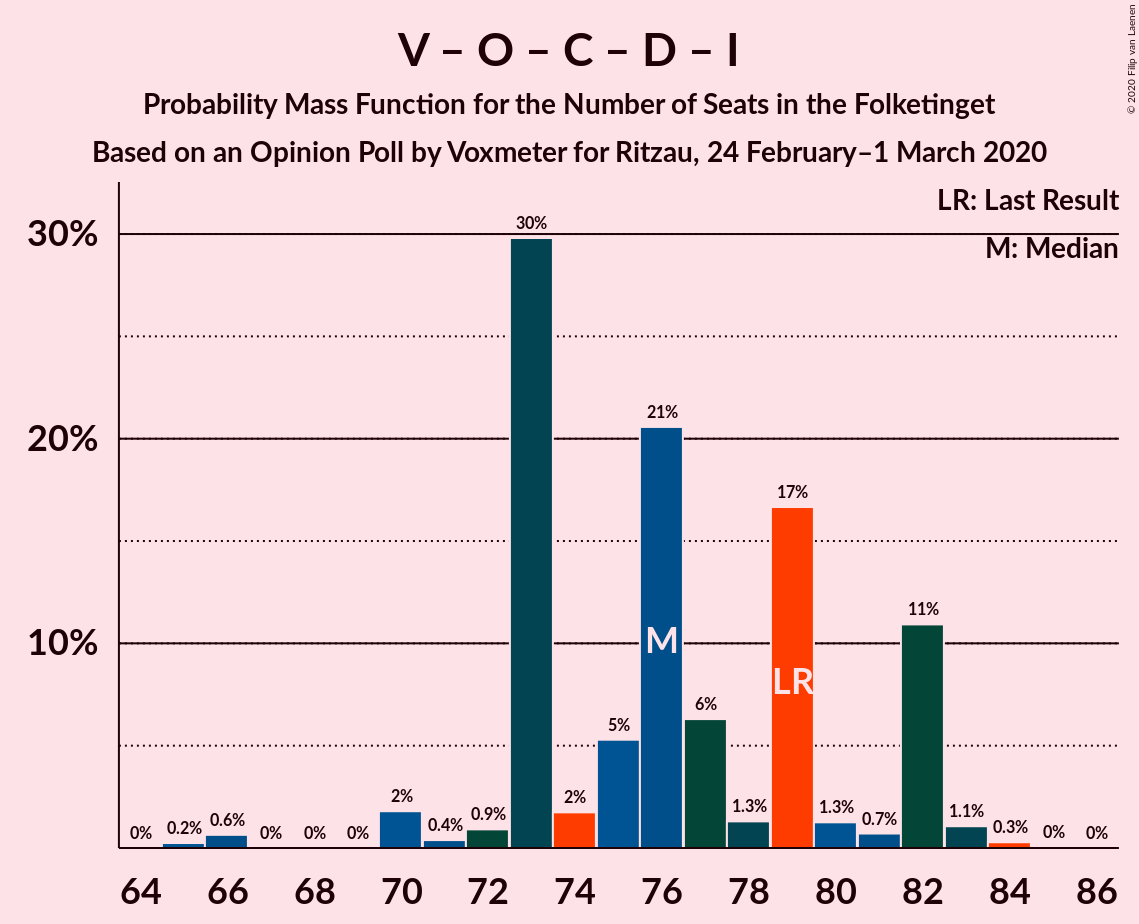 V – O – C – D – I
Probability Mass Function for the Number of Seats in the Folketinget
Based on an Opinion Poll by Voxmeter for Ritzau, 24 February–1 March 2020
© 2020 Filip van Laenen
LR: Last Result
M: Median
30%
20%
10%
0%
0.2%
0.6%
0%
0%
0%
2%
0.4%
0.9%
30%
2%
5%
21%
6%
1.3%
17%
1.3%
0.7%
11%
1.1%
0.3%
0%
0%
M
LR
64 66 68 70 72 74 76 78 80 82 84 86